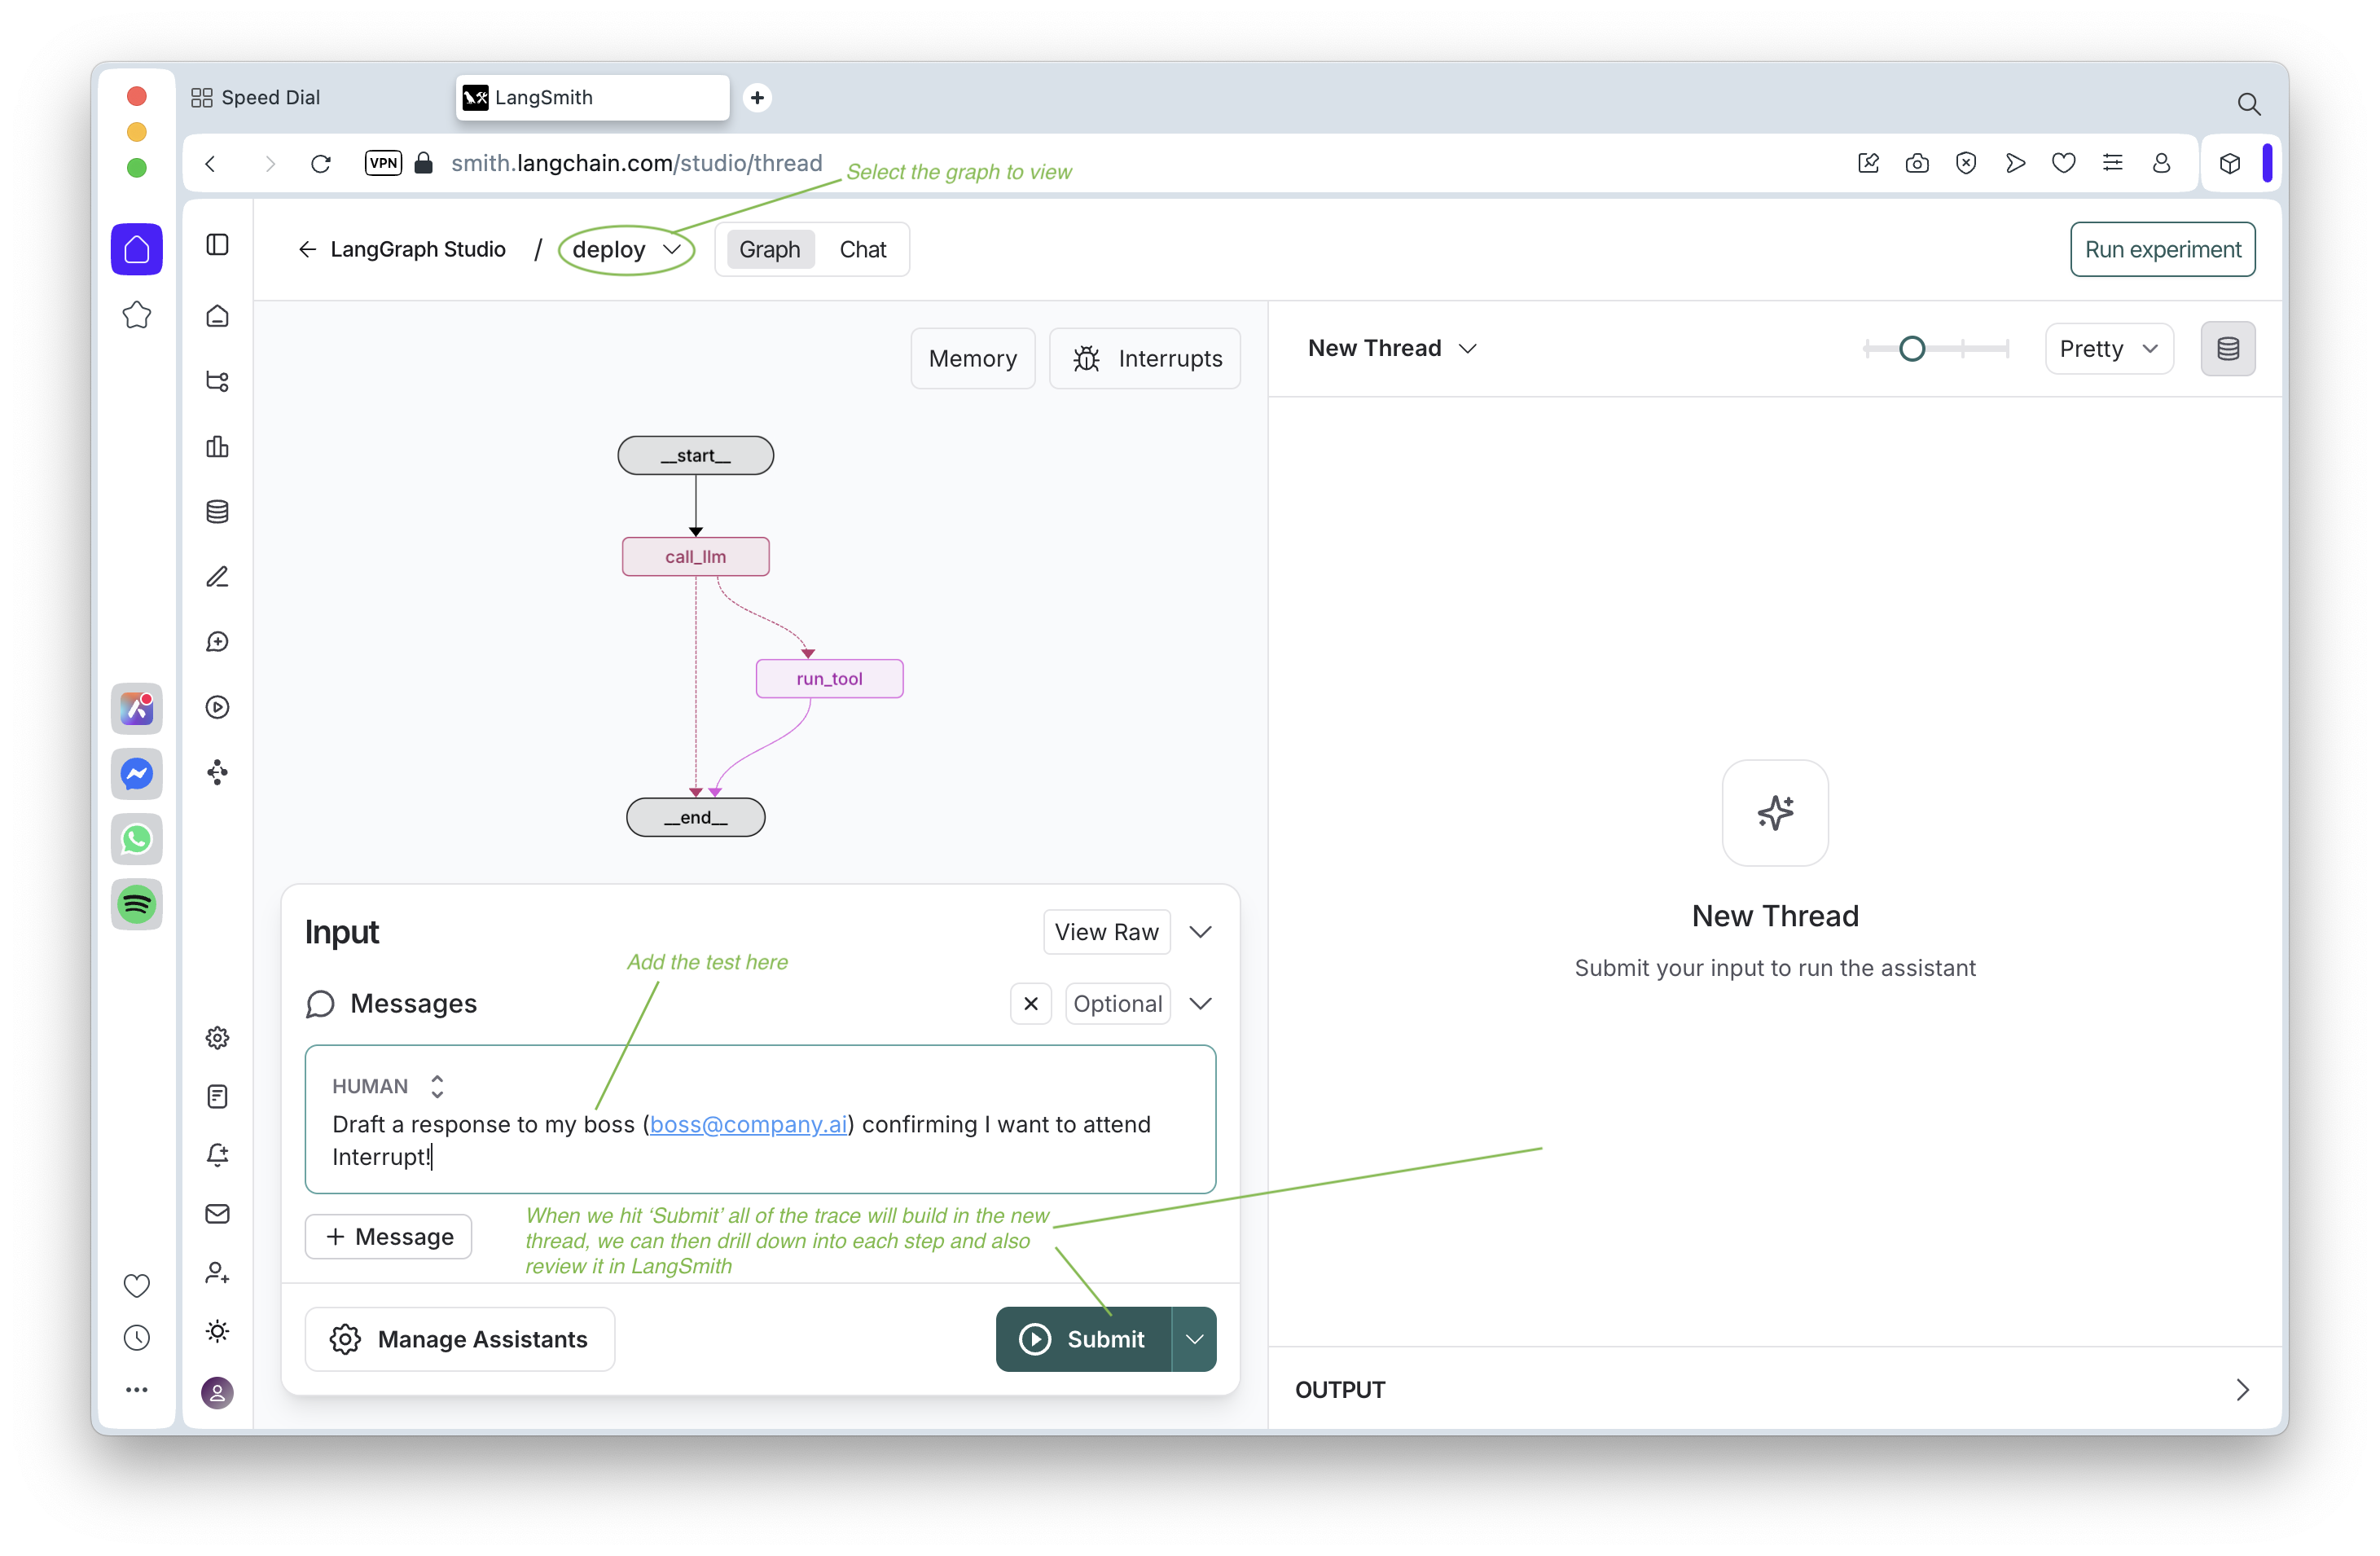 Speed Dial
LangSmith
VPN
smith.langchain.com/studio/thread
Select the graph to view
LangGraph Studio / deploy
Graph
Chat
Run experiment
Memory
Interrupts
New Thread
Pretty
__start__
call_llm
run_tool
__end__
New Thread
Submit your input to run the assistant
Input
View Raw
Add the test here
Messages
Optional
HUMAN
Draft a response to my boss (boss@company.ai) confirming I want to attend
Interrupt!
+ Message
When we hit ‘Submit’ all of the trace will build in the new
thread, we can then drill down into each step and also
review it in LangSmith
Manage Assistants
Submit
OUTPUT